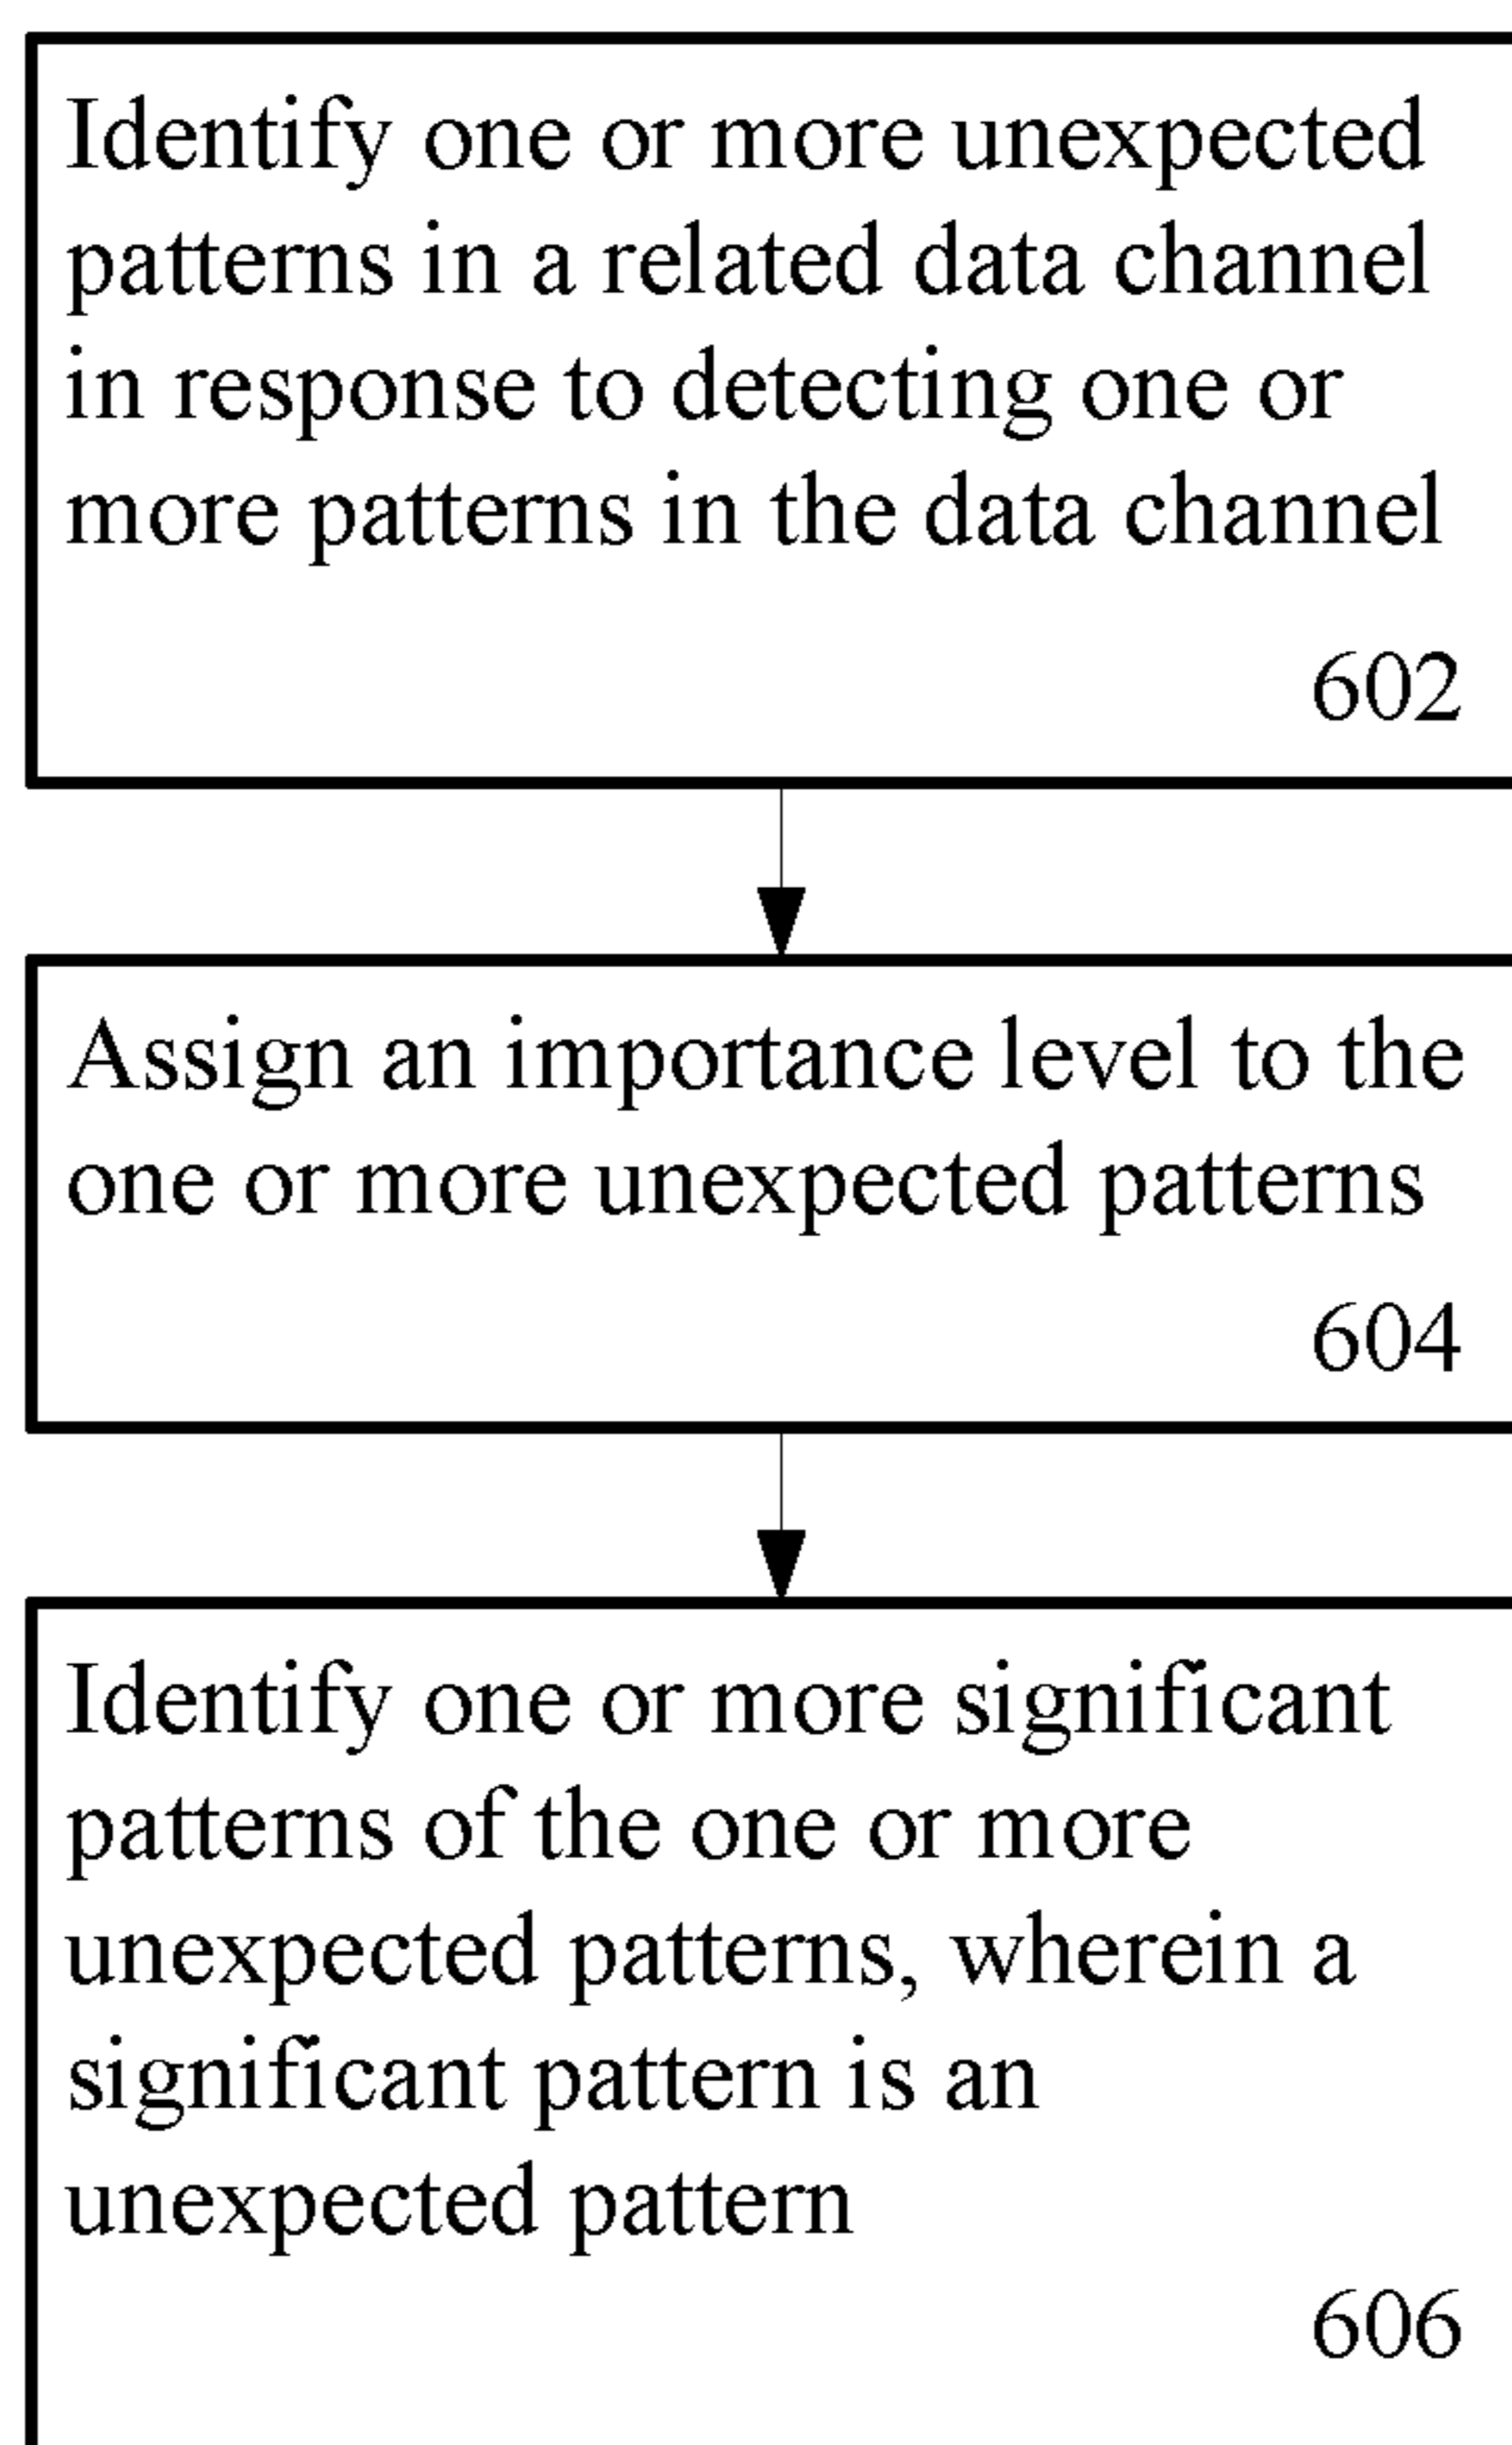 Identify one or more unexpected
patterns in a related data channel
in response to detecting one or
more patterns in the data channel
602
Assign an importance level to the
one or more unexpected patterns
604
Identify one or more significant
patterns of the one or more
unexpected patterns, wherein a
significant pattern is an
unexpected pattern
606